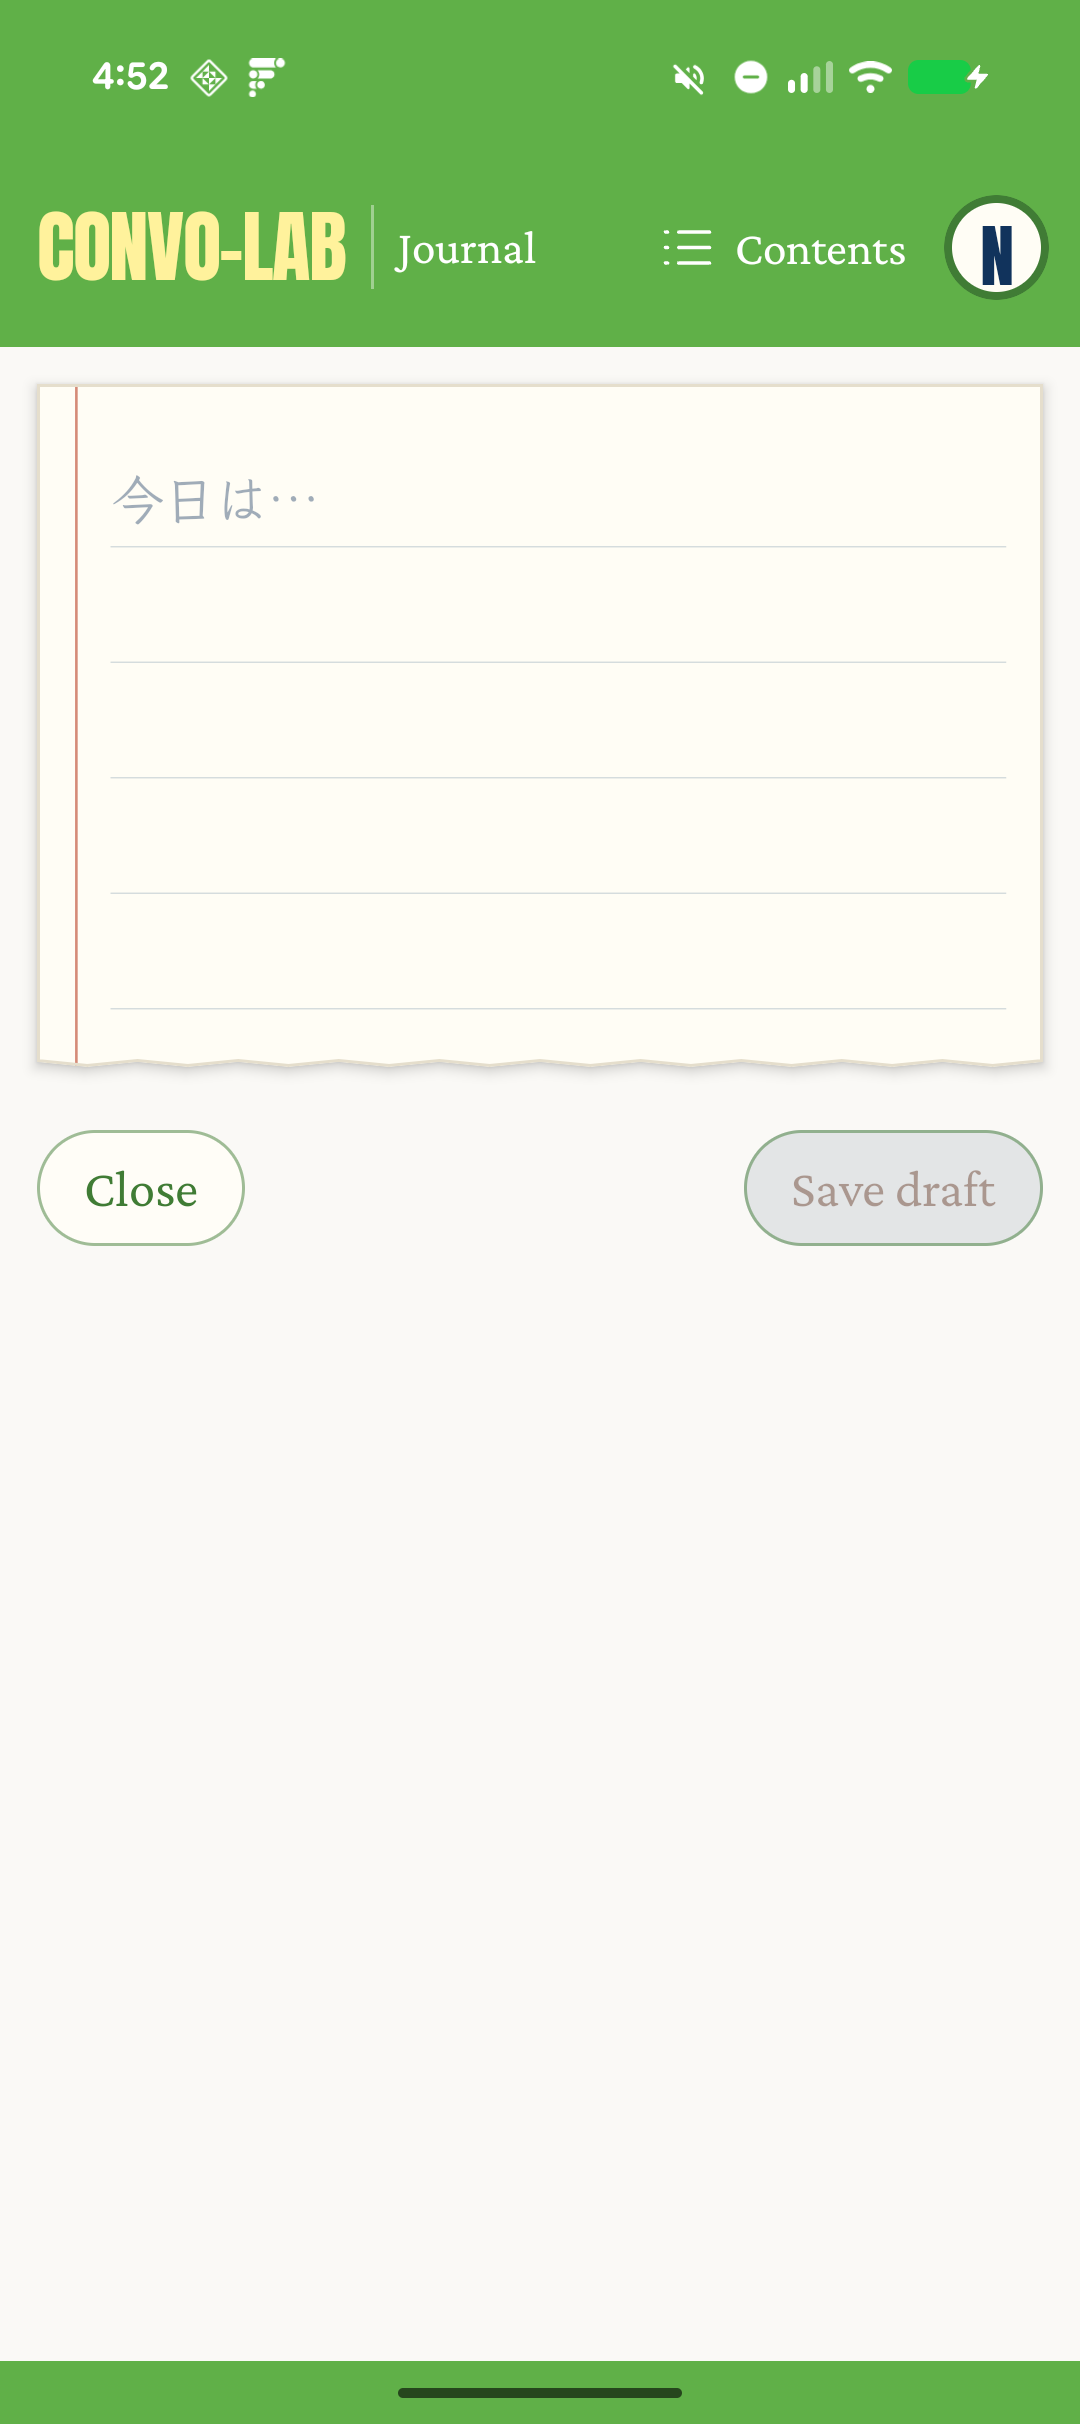 4:52
CONVO-LAB
Journal
Contents
N
今日は…
Close
Save draft